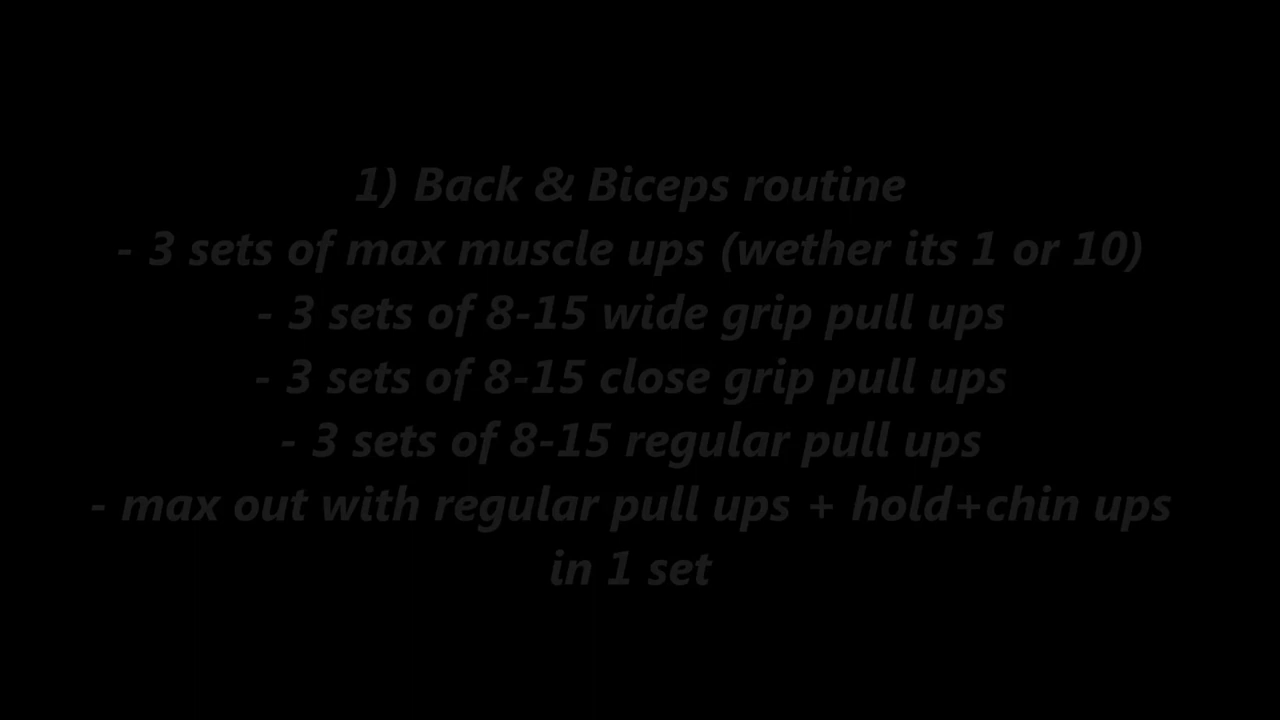 1) Back & Biceps routine
- 3 sets of max muscle ups (wether its 1 or 10)
- 3 sets of 8-15 wide grip pull ups
- 3 sets of 8-15 close grip pull ups
- 3 sets of 8-15 regular pull ups
- max out with regular pull ups + hold+chin ups
in 1 set